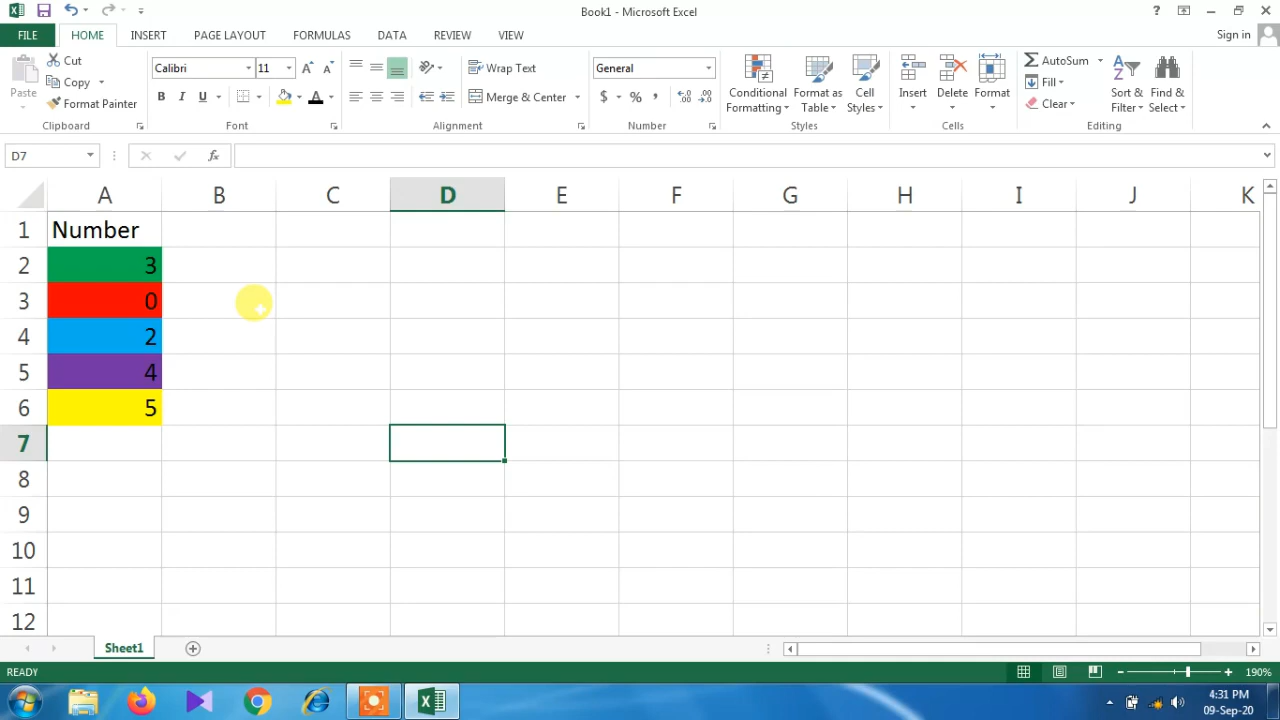 Book1 - Microsoft Excel
?
FILE HOME INSERT PAGE LAYOUT FORMULAS DATA REVIEW VIEW Sign in
Paste
Cut
Copy
Format Painter
Clipboard
Calibri 11
B I U
Font
Wrap Text
Merge & Center
Alignment
General
$ % ,
Number
Conditional Formatting
Format as Table
Cell Styles
Styles
Insert Delete Format
Cells
AutoSum
Fill
Clear
Sort & Filter
Find & Select
Editing
D7 fx
A B C D E F G H I J K
1 Number
2 3
3 0
4 2
5 4
6 5
7
8
9
10
11
12
Sheet1
READY 190%
4:31 PM
09-Sep-20